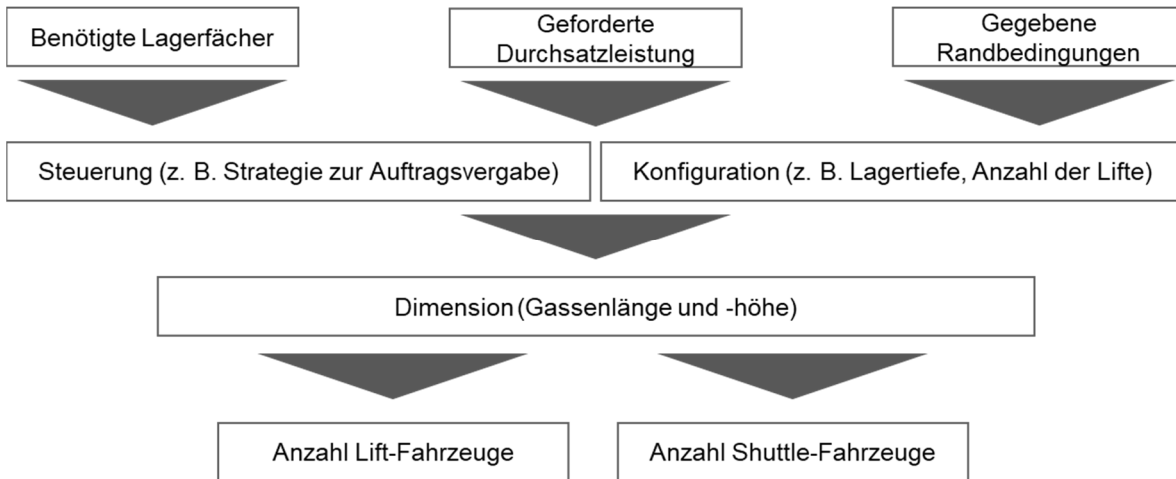 Benötigte Lagerfächer
Geforderte
Durchsatzleistung
Gegebene
Randbedingungen
Steuerung (z. B. Strategie zur Auftragsvergabe)
Konfiguration (z. B. Lagertiefe, Anzahl der Lifte)
Dimension (Gassenlänge und -höhe)
Anzahl Lift-Fahrzeuge
Anzahl Shuttle-Fahrzeuge